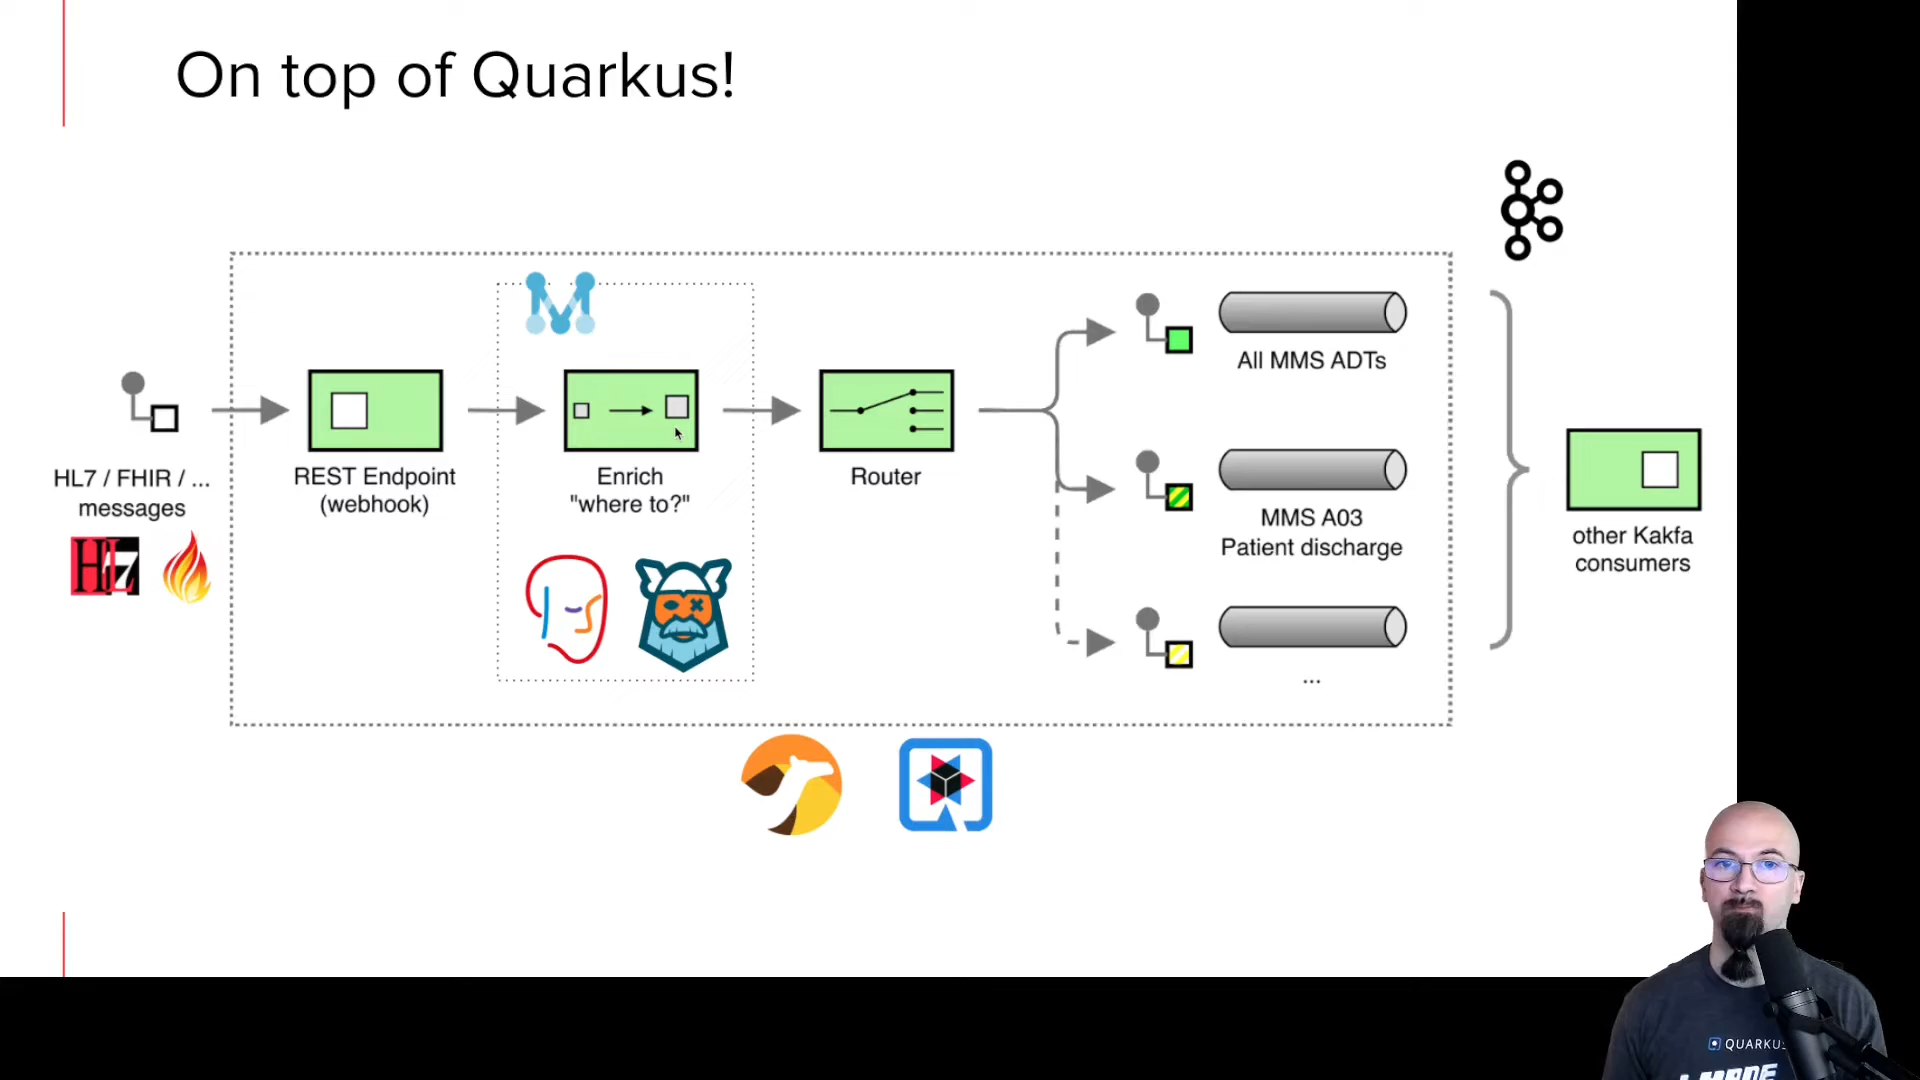 On top of Quarkus!
HL7 / FHIR / ...
messages
HL7
REST Endpoint
(webhook)
Enrich
"where to?"
Router
All MMS ADTs
MMS A03
Patient discharge
...
other Kakfa
consumers
QUARKUS